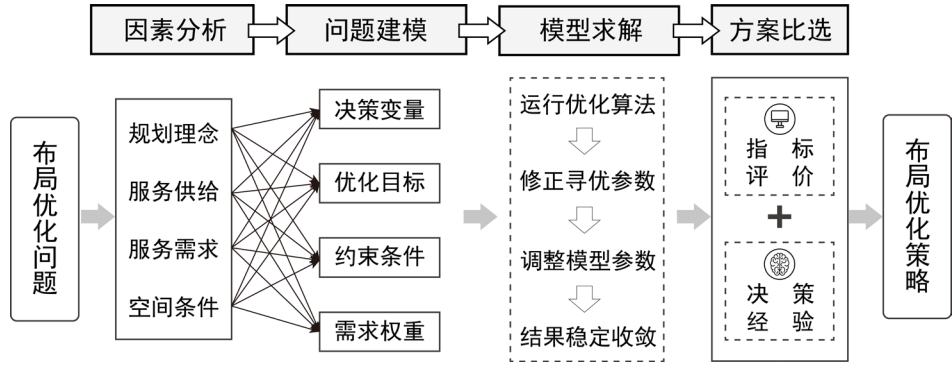 因素分析
问题建模
模型求解
方案比选
布局优化问题
规划理念
服务供给
服务需求
空间条件
决策变量
优化目标
约束条件
需求权重
运行优化算法
修正寻优参数
调整模型参数
结果稳定收敛
指 标
评 价
+
决 策
经 验
布局优化策略